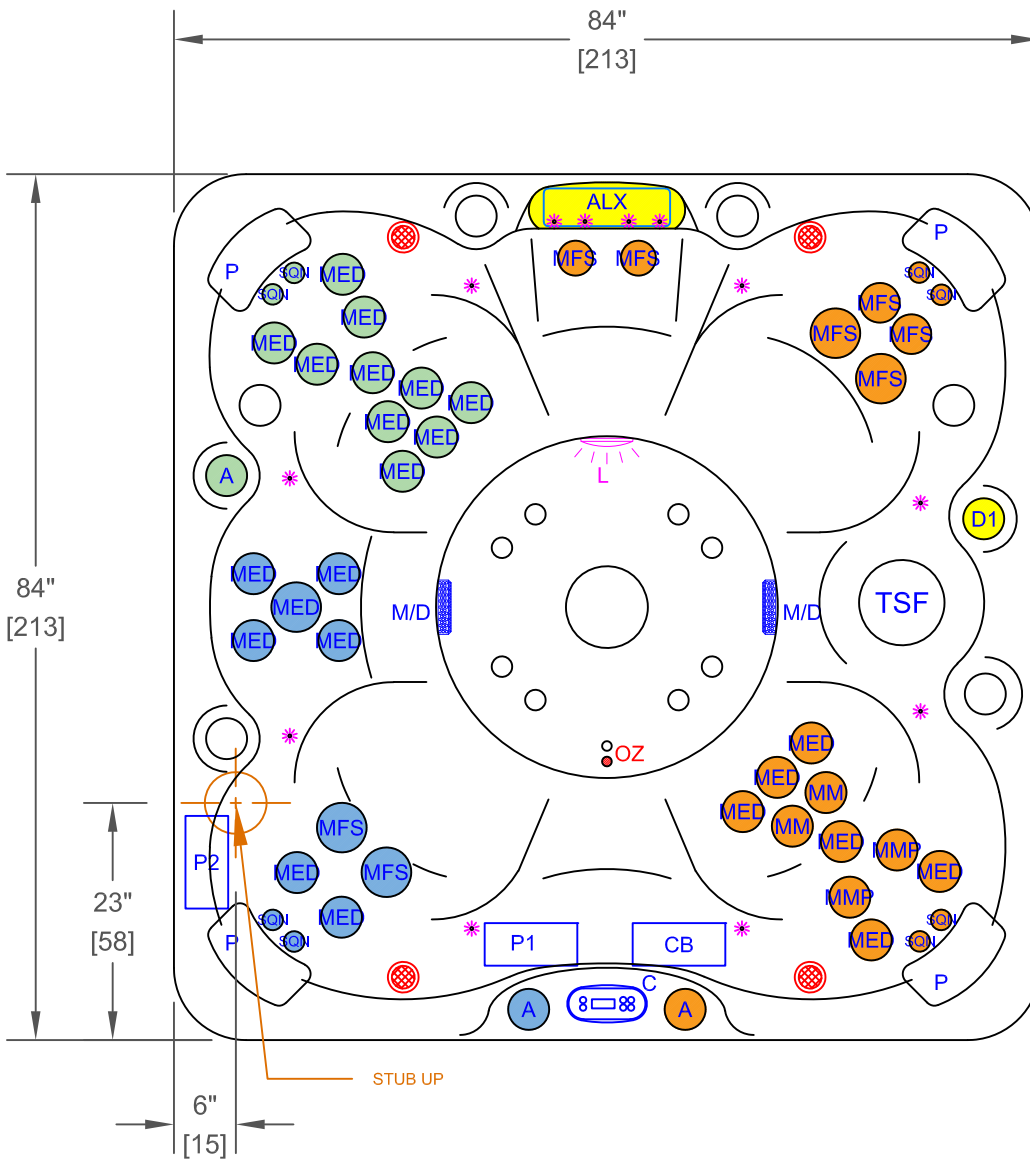 84"
[213]
ALX
P
P
SQN
MED
MFS
MFS
SQN
SQN
MED
MFS
SQN
MED
MFS
MFS
MED
MED
MFS
MED
MED
MED
MED
MED
A
L
MED
D1
MED
MED
84"
[213]
MED
M/D
M/D
TSF
MED
MED
OZ
MED
MED
MM
MED
MFS
MM
MED
MMP
P2
MED
MFS
MED
23"
[58]
MMP
SQN
MED
SQN
P
SQN
P1
CB
MED
SQN
P
C
A
A
STUB UP
6"
[15]